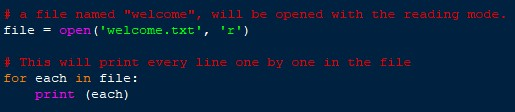 # a file named "welcome", will be opened with the reading mode.
file = open('welcome.txt', 'r')
# This will print every line one by one in the file
for each in file:
    print (each)